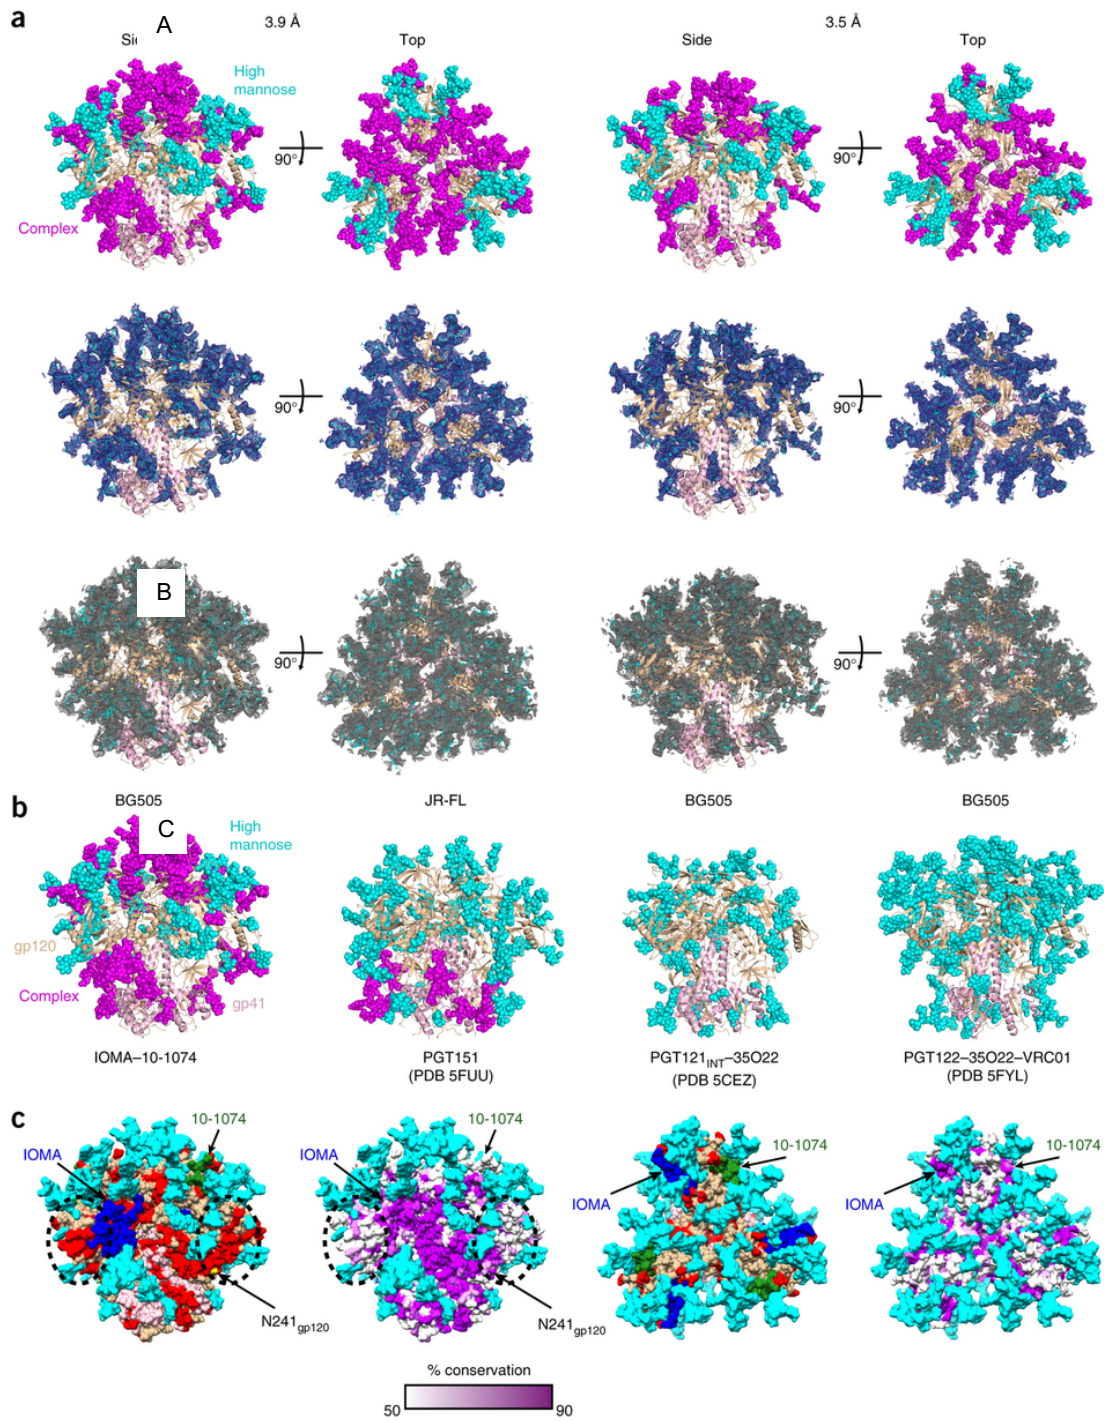 a
A
3.9 Å
3.5 Å
Top
Side
Top
High
mannose
90°
90°
Complex
90°
90°
B
90°
90°
b
BG505
JR-FL
BG505
BG505
C
High
mannose
gp120
Complex
gp41
IOMA–10-1074
PGT151
(PDB 5FUU)
PGT121INT–35O22
(PDB 5CEZ)
PGT122–35O22–VRC01
(PDB 5FYL)
c
10-1074
IOMA
10-1074
IOMA
10-1074
IOMA
10-1074
IOMA
N241gp120
N241gp120
% conservation
50
90